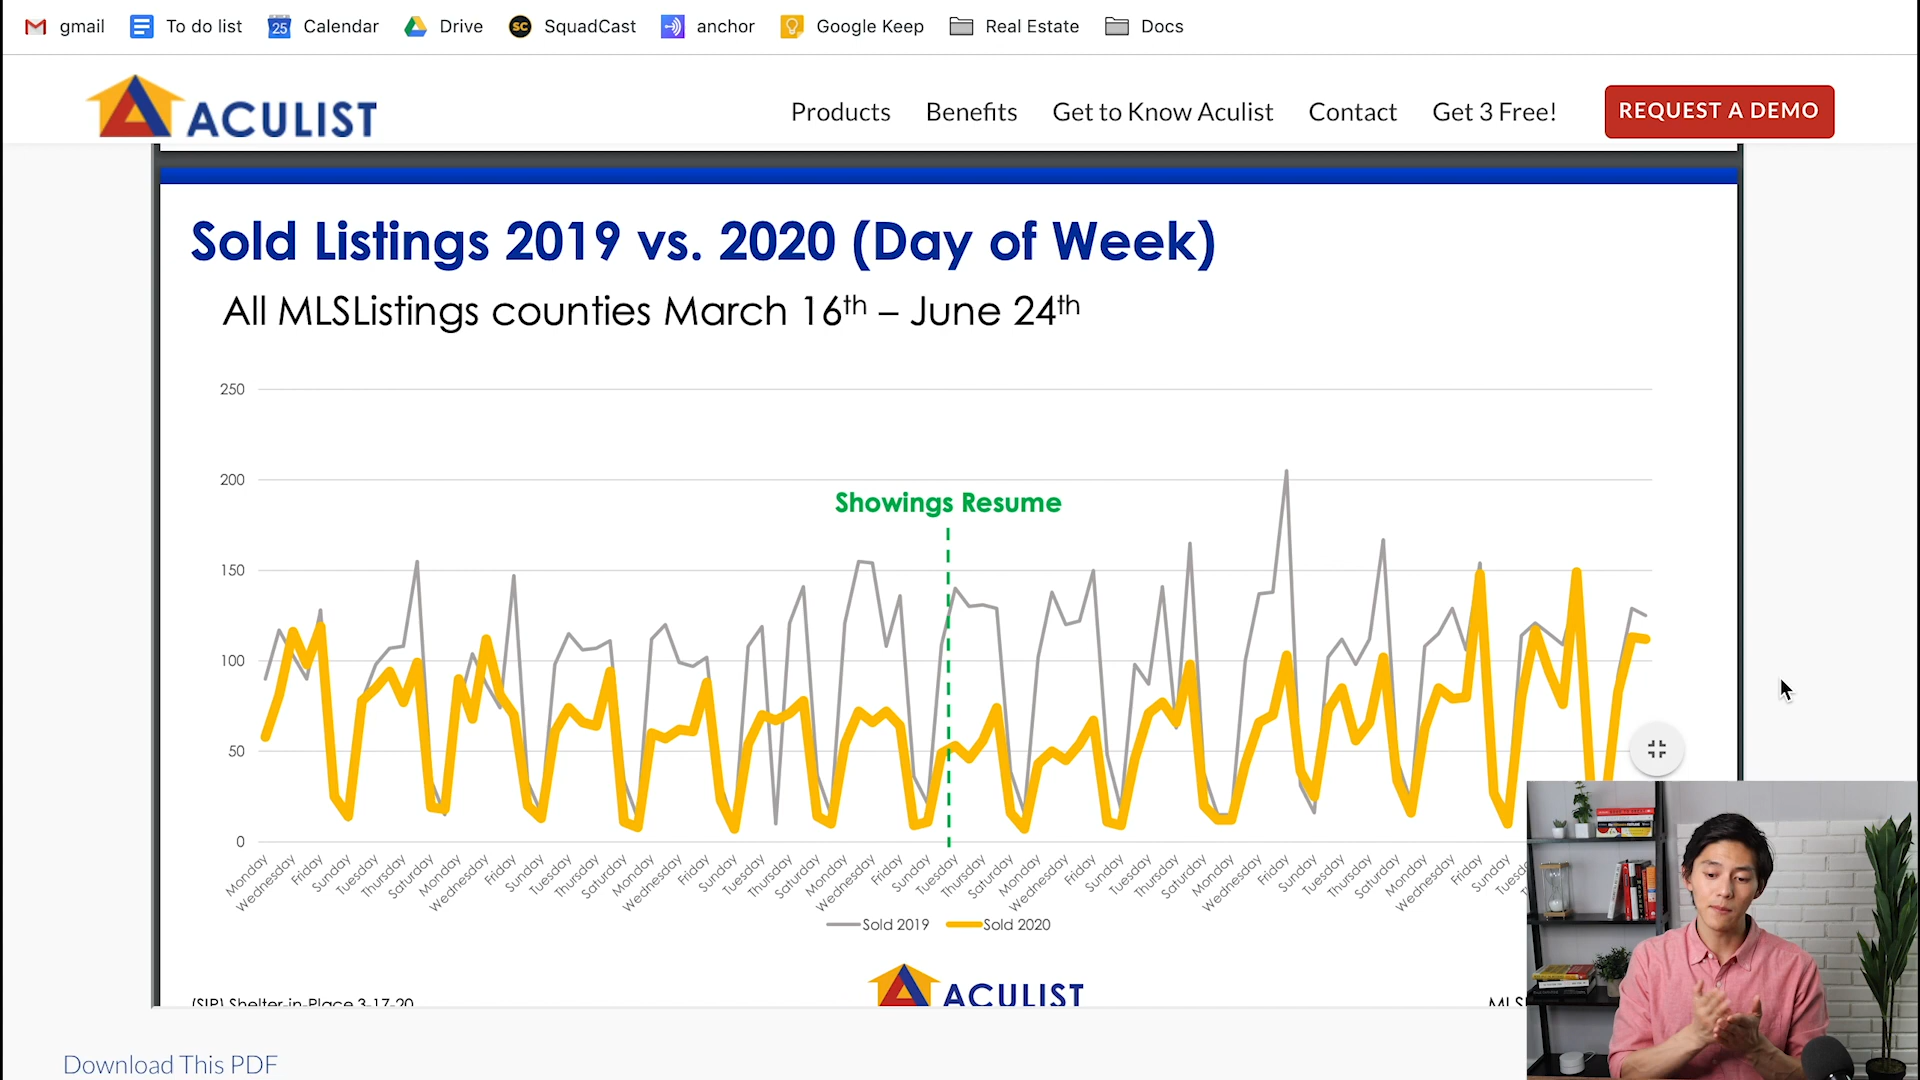 gmail To do list 25 Calendar Drive SC SquadCast anchor Google Keep Real Estate Docs
ACULIST Products Benefits Get to Know Aculist Contact Get 3 Free! REQUEST A DEMO
Sold Listings 2019 vs. 2020 (Day of Week)
All MLSListings counties March 16th – June 24th
250
200
Showings Resume
150
100
50
0
Monday Wednesday Friday Sunday Tuesday Thursday Saturday Monday Wednesday Friday Sunday Tuesday Thursday Saturday Monday Wednesday Friday Sunday Tuesday Thursday Saturday Monday Wednesday Friday Sunday Tuesday Thursday Saturday Monday Wednesday Friday Sunday Tuesday Thursday Saturday Monday Wednesday Friday Sunday Tuesday Thursday Saturday Monday Wednesday Friday Sunday
Sold 2019 Sold 2020
ACULIST
(SIP) Shelter-in-Place 3-17-20
Download This PDF